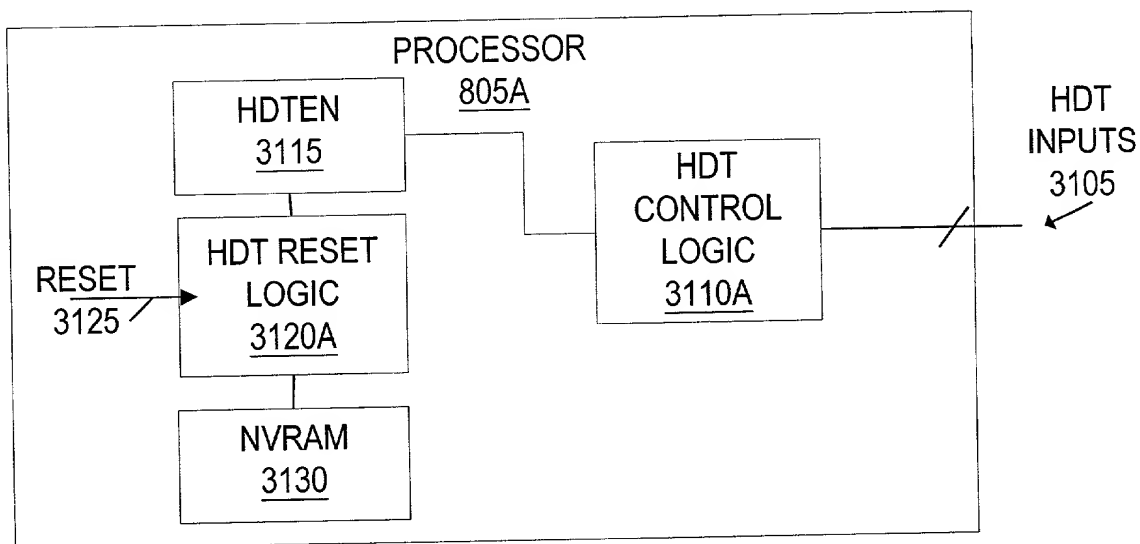 PROCESSOR
805A
HDTEN
3115
HDT
INPUTS
3105
HDT
CONTROL
LOGIC
3110A
HDT RESET
LOGIC
3120A
RESET
3125
NVRAM
3130